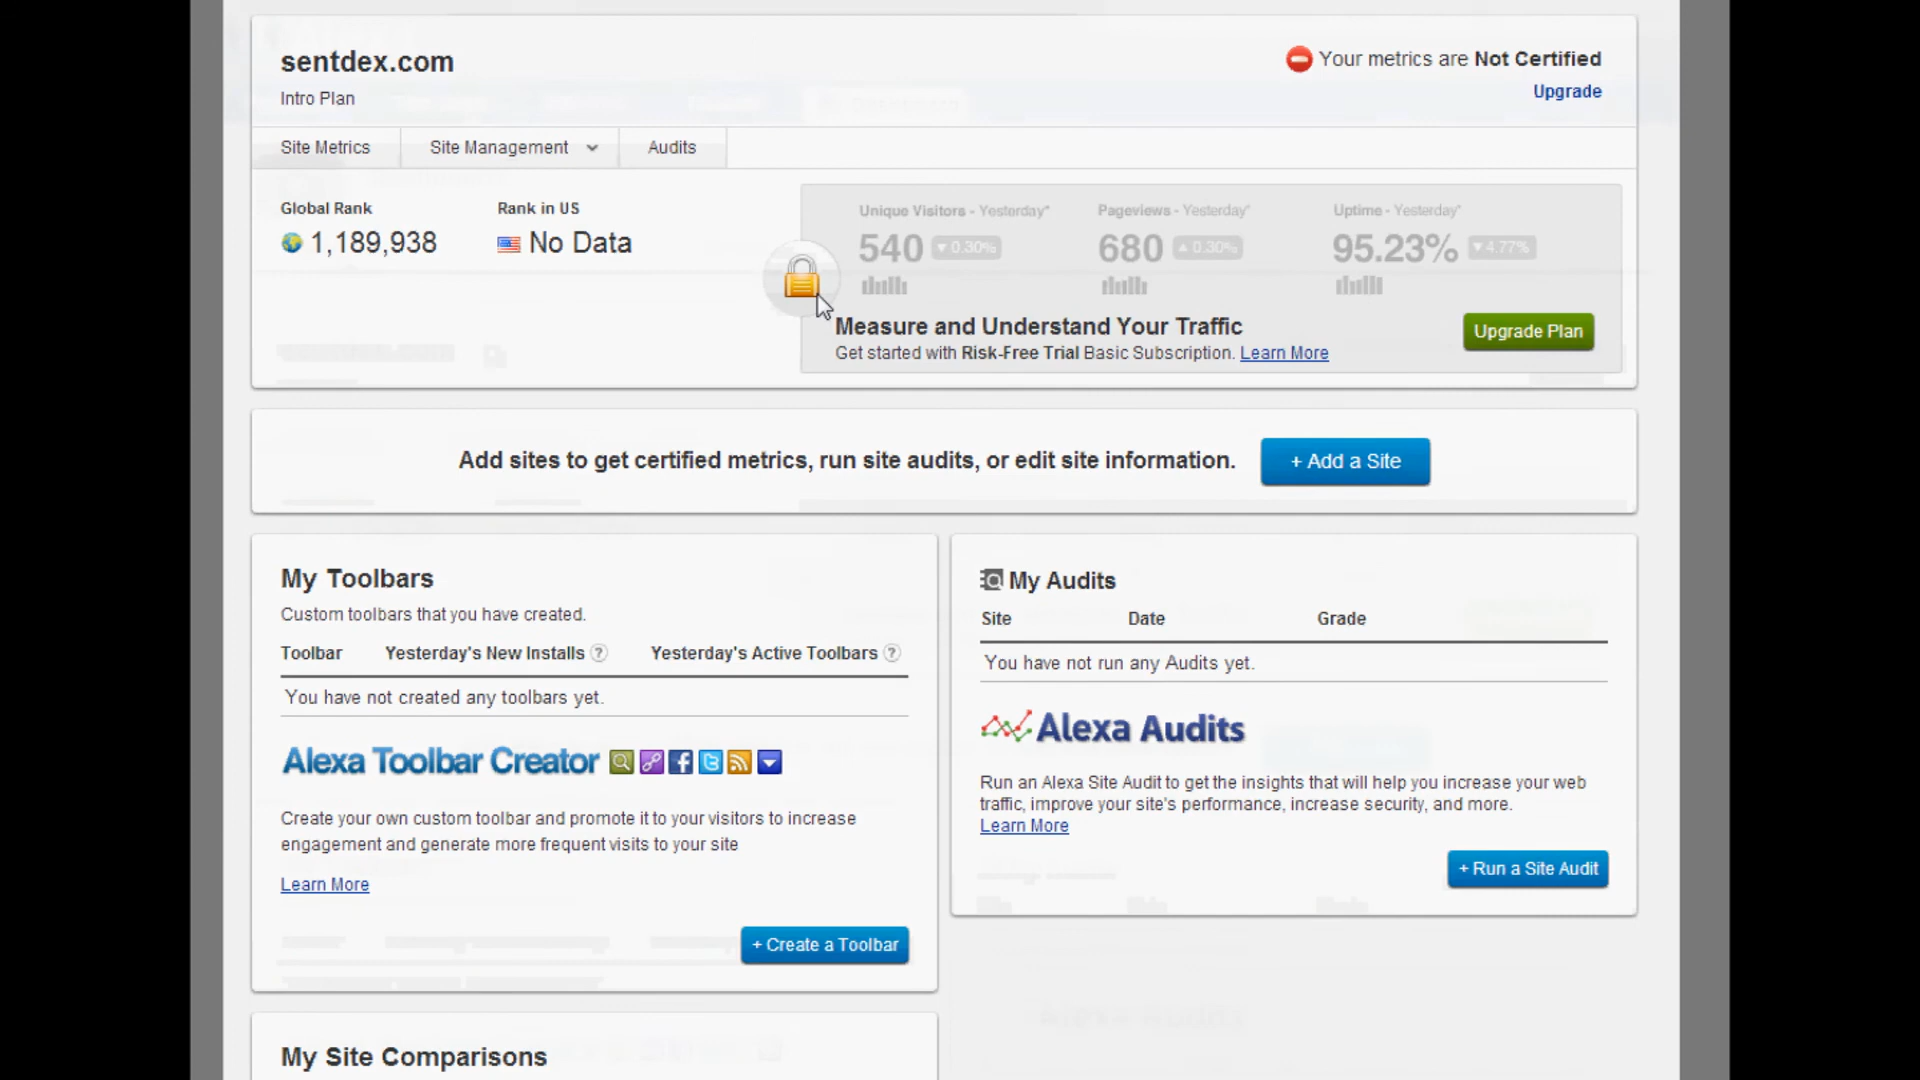 sentdex.com
Your metrics are Not Certified
Intro Plan
Upgrade
Site Metrics
Site Management
Audits
Global Rank
Rank in US
1,189,938
No Data
Unique Visitors - Yesterday*
Pageviews - Yesterday*
Uptime - Yesterday*
540 ▼0.30%
680 ▲0.30%
95.23% ▼4.77%
Measure and Understand Your Traffic
Get started with Risk-Free Trial Basic Subscription. Learn More
Upgrade Plan
Add sites to get certified metrics, run site audits, or edit site information.
+ Add a Site
My Toolbars
Custom toolbars that you have created.
Toolbar
Yesterday's New Installs ?
Yesterday's Active Toolbars ?
You have not created any toolbars yet.
Alexa Toolbar Creator
Create your own custom toolbar and promote it to your visitors to increase
engagement and generate more frequent visits to your site
Learn More
+ Create a Toolbar
My Audits
Site
Date
Grade
You have not run any Audits yet.
Alexa Audits
Run an Alexa Site Audit to get the insights that will help you increase your web
traffic, improve your site's performance, increase security, and more.
Learn More
+ Run a Site Audit
My Site Comparisons